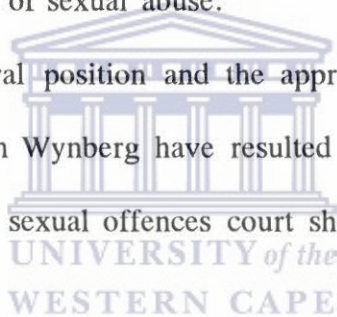 of sexual abuse.
ral position and the appr
n Wynberg have resulted
sexual offences court sh
UNIVERSITY of the
WESTERN CAPE